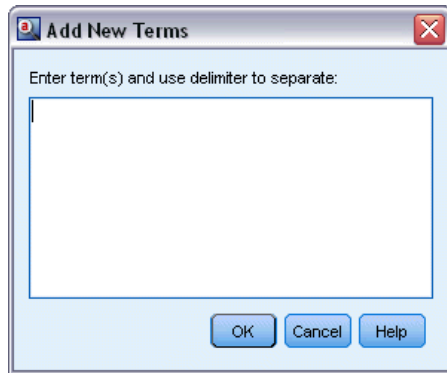 Add New Terms
Enter term(s) and use delimiter to separate:
OK Cancel Help